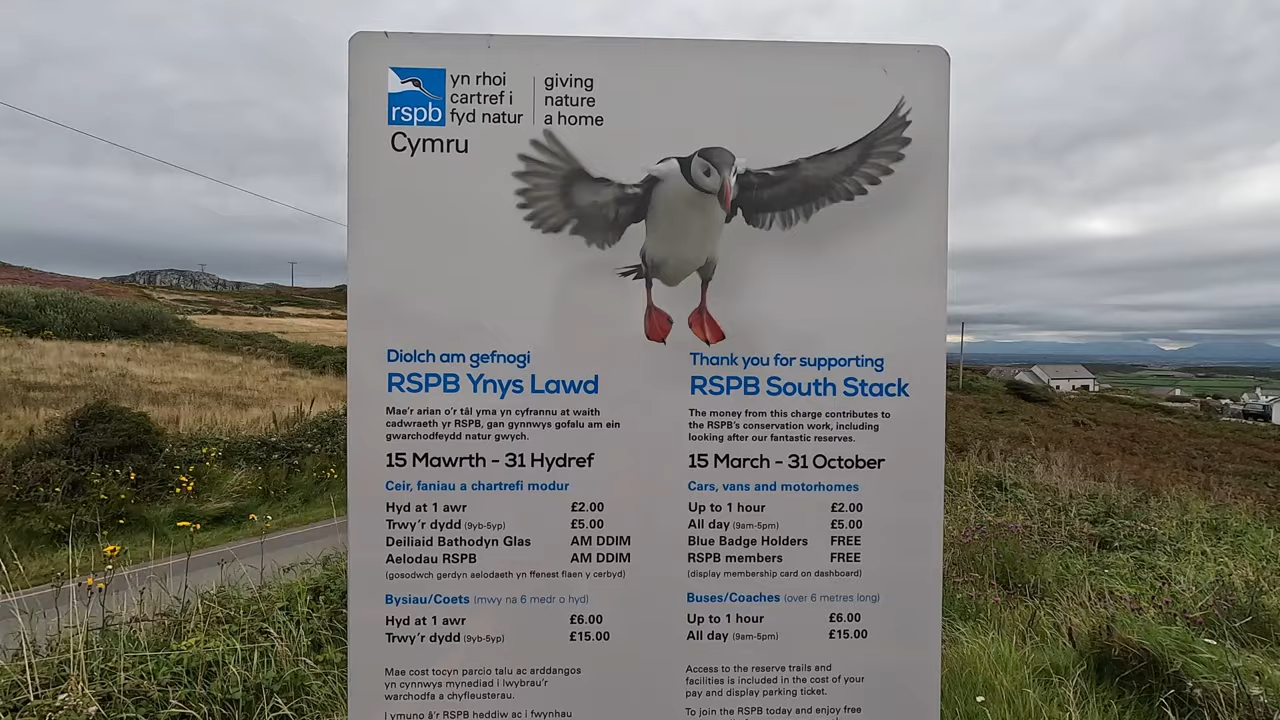 rspb
Cymru
yn rhoi
cartref i
fyd natur
giving
nature
a home
Diolch am gefnogi
RSPB Ynys Lawd
Mae'r arian o'r tâl yma yn cyfrannu at waith
cadwraeth yr RSPB, gan gynnwys gofalu am ein
gwarchodfeydd natur gwych.
15 Mawrth - 31 Hydref
Ceir, faniau a chartrefi modur
Hyd at 1 awr £2.00
Trwy'r dydd (9yb-5yp) £5.00
Deiliaid Bathodyn Glas AM DDIM
Aelodau RSPB AM DDIM
(gosodwch gerdyn aelodaeth yn ffenest flaen y cerbyd)
Bysiau/Coets (mwy na 6 medr o hyd)
Hyd at 1 awr £6.00
Trwy'r dydd (9yb-5yp) £15.00
Mae cost tocyn parcio talu ac arddangos
yn cynnwys mynediad i lwybrau'r
warchodfa a chyfleusterau.
I ymuno â'r RSPB heddiw ac i fwynhau
Thank you for supporting
RSPB South Stack
The money from this charge contributes to
the RSPB's conservation work, including
looking after our fantastic reserves.
15 March - 31 October
Cars, vans and motorhomes
Up to 1 hour £2.00
All day (9am-5pm) £5.00
Blue Badge Holders FREE
RSPB members FREE
(display membership card on dashboard)
Buses/Coaches (over 6 metres long)
Up to 1 hour £6.00
All day (9am-5pm) £15.00
Access to the reserve trails and
facilities is included in the cost of your
pay and display parking ticket.
To join the RSPB today and enjoy free